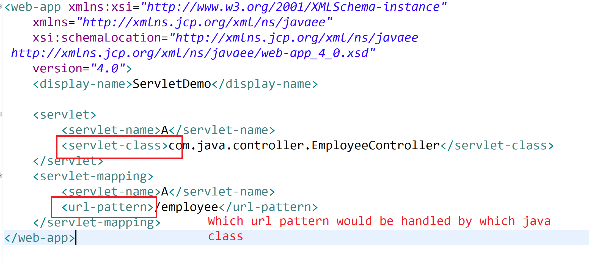 <web-app xmlns:xsi="http://www.w3.org/2001/XMLSchema-instance"
xmlns="http://xmlns.jcp.org/xml/ns/javaee"
xsi:schemaLocation="http://xmlns.jcp.org/xml/ns/javaee
http://xmlns.jcp.org/xml/ns/javaee/web-app_4_0.xsd"
version="4.0">
<display-name>ServletDemo</display-name>
<servlet>
<servlet-name>A</servlet-name>
<servlet-class>com.java.controller.EmployeeController</servlet-class>
</servlet>
<servlet-mapping>
<servlet-name>A</servlet-name>
<url-pattern>/employee</url-pattern>
</servlet-mapping>
Which url pattern would be handled by which java
class
</web-app>